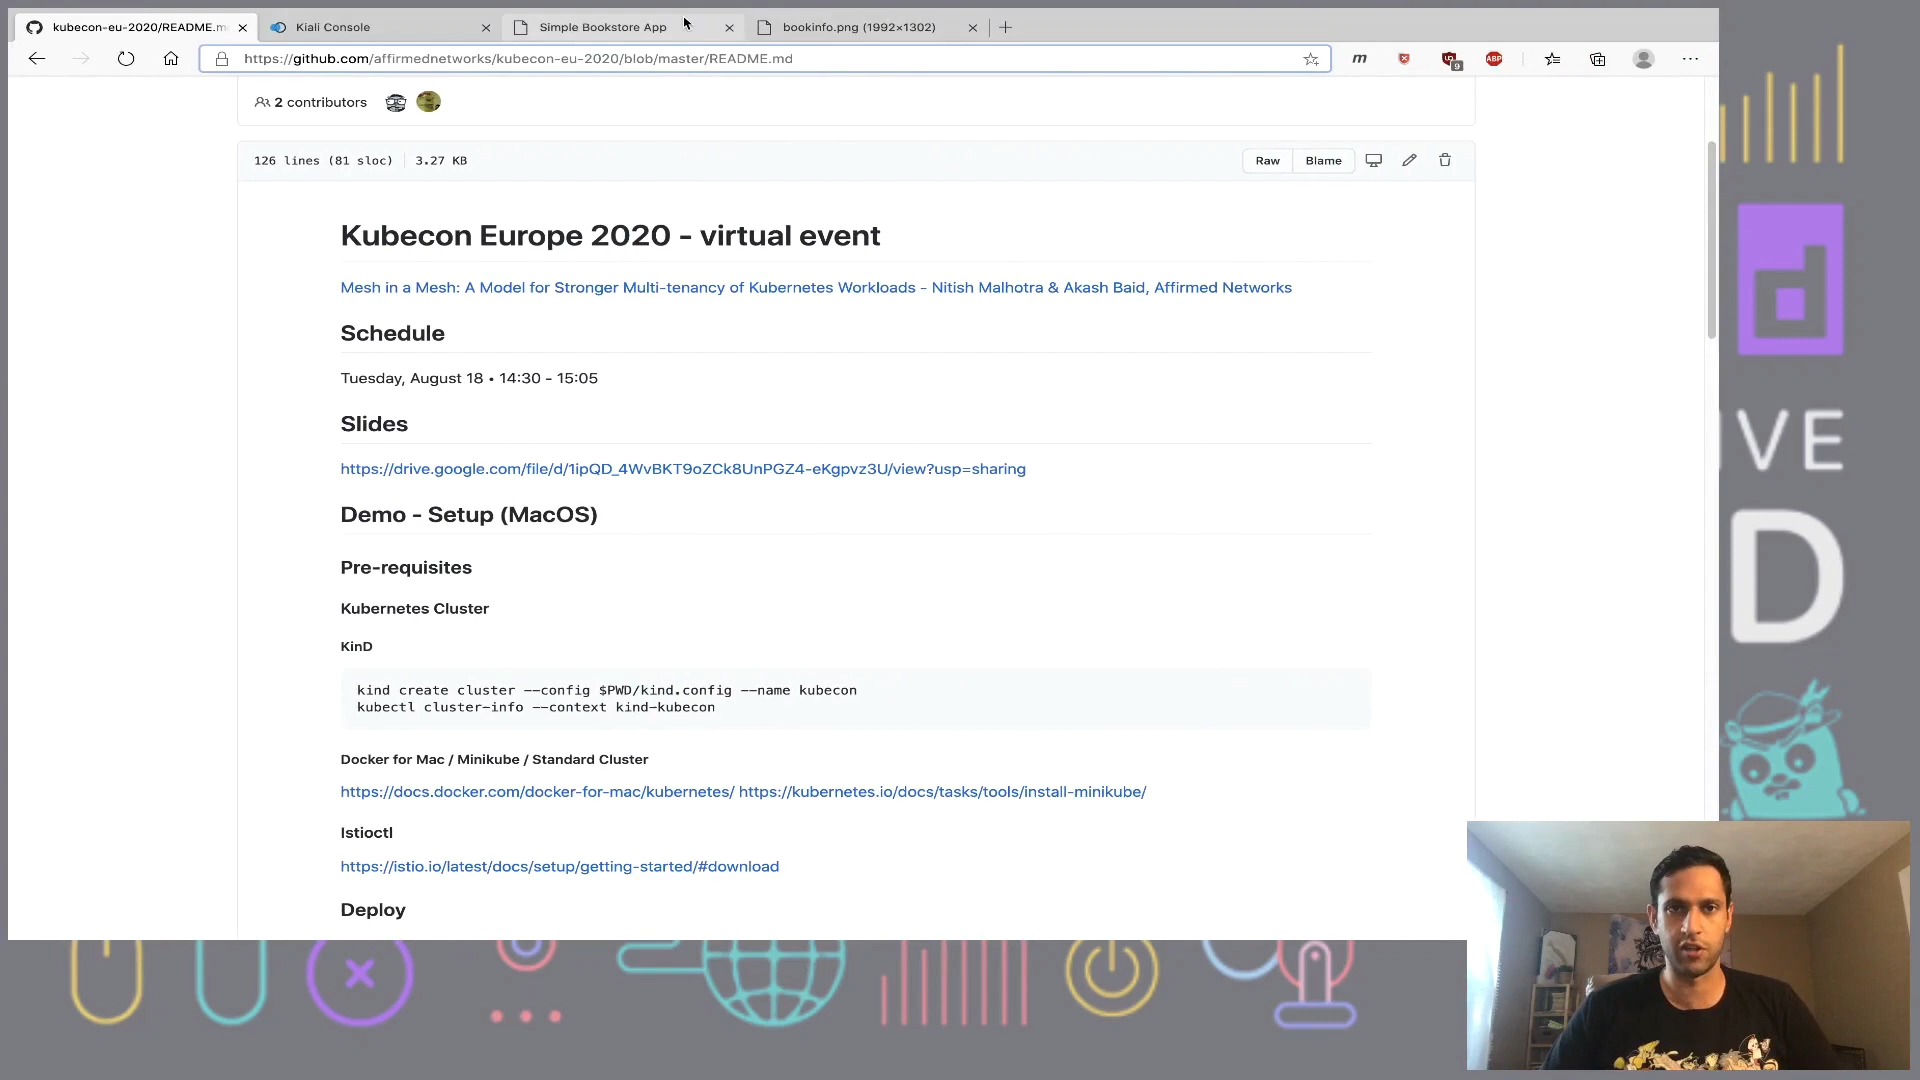 kubecon-eu-2020/README.m
Kiali Console
Simple Bookstore App
bookinfo.png (1992×1302)
https://github.com/affirmednetworks/kubecon-eu-2020/blob/master/README.md
m
9
ABP
2 contributors
126 lines (81 sloc)
3.27 KB
Raw
Blame
Kubecon Europe 2020 - virtual event
Mesh in a Mesh: A Model for Stronger Multi-tenancy of Kubernetes Workloads - Nitish Malhotra & Akash Baid, Affirmed Networks
Schedule
Tuesday, August 18 • 14:30 - 15:05
Slides
https://drive.google.com/file/d/1ipQD_4WvBKT9oZCk8UnPGZ4-eKgpvz3U/view?usp=sharing
Demo - Setup (MacOS)
Pre-requisites
Kubernetes Cluster
KinD
kind create cluster --config $PWD/kind.config --name kubecon
kubectl cluster-info --context kind-kubecon
Docker for Mac / Minikube / Standard Cluster
https://docs.docker.com/docker-for-mac/kubernetes/ https://kubernetes.io/docs/tasks/tools/install-minikube/
Istioctl
https://istio.io/latest/docs/setup/getting-started/#download
Deploy
IVE
D